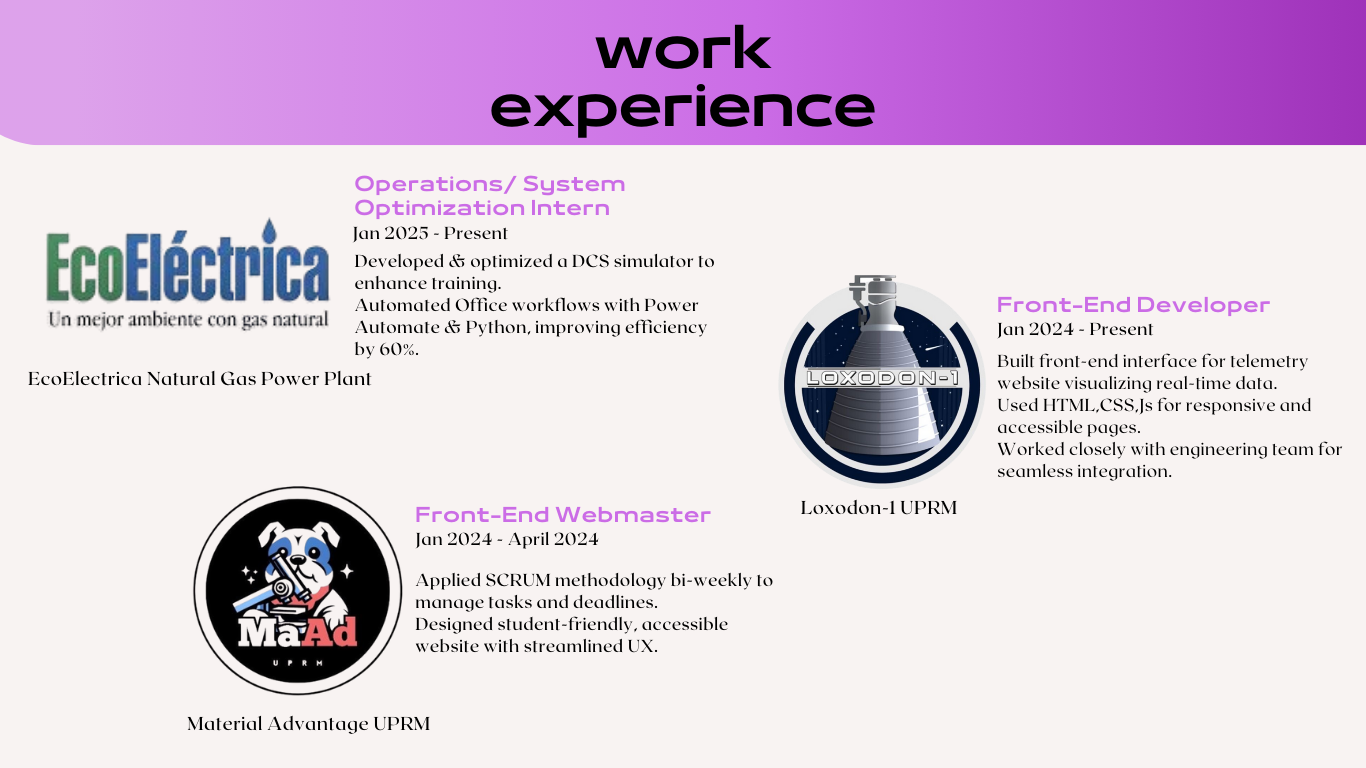 work
experience
Operations/ System
Optimization Intern
Jan 2025 - Present
Developed & optimized a DCS simulator to
enhance training.
Automated Office workflows with Power
Automate & Python, improving efficiency
by 60%.
EcoEléctrica
Un mejor ambiente con gas natural
EcoElectrica Natural Gas Power Plant
LOXODON-1
Loxodon-1 UPRM
Front-End Developer
Jan 2024 - Present
Built front-end interface for telemetry
website visualizing real-time data.
Used HTML,CSS,Js for responsive and
accessible pages.
Worked closely with engineering team for
seamless integration.
Front-End Webmaster
Jan 2024 - April 2024
Applied SCRUM methodology bi-weekly to
manage tasks and deadlines.
Designed student-friendly, accessible
website with streamlined UX.
MaAd
UPRM
Material Advantage UPRM